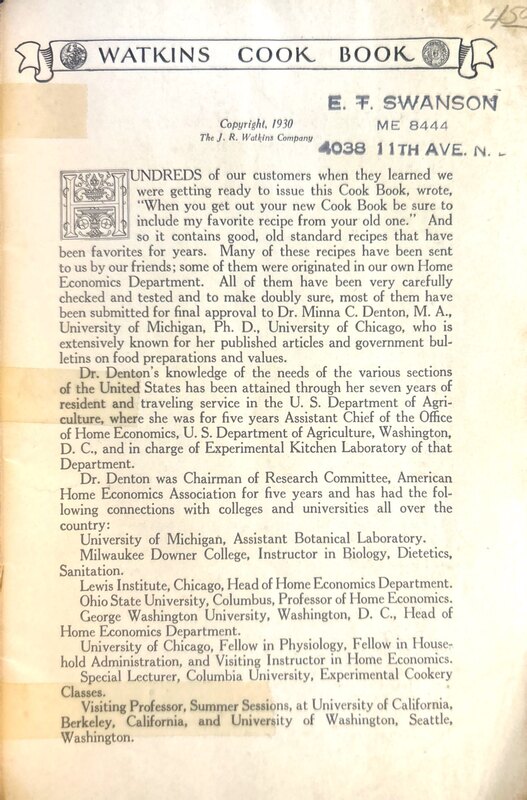 45¢
WATKINS COOK BOOK
E. F. SWANSON
ME 8444
4038 11TH AVE. N.
Copyright, 1930
The J. R. Watkins Company
HUNDREDS of our customers when they learned we
were getting ready to issue this Cook Book, wrote,
"When you get out your new Cook Book be sure to
include my favorite recipe from your old one." And
so it contains good, old standard recipes that have
been favorites for years. Many of these recipes have been sent
to us by our friends; some of them were originated in our own Home
Economics Department. All of them have been very carefully
checked and tested and to make doubly sure, most of them have
been submitted for final approval to Dr. Minna C. Denton, M. A.,
University of Michigan, Ph. D., University of Chicago, who is
extensively known for her published articles and government bul-
letins on food preparations and values.
Dr. Denton's knowledge of the needs of the various sections
of the United States has been attained through her seven years of
resident and traveling service in the U. S. Department of Agri-
culture, where she was for five years Assistant Chief of the Office
of Home Economics, U. S. Department of Agriculture, Washington,
D. C., and in charge of Experimental Kitchen Laboratory of that
Department.
Dr. Denton was Chairman of Research Committee, American
Home Economics Association for five years and has had the fol-
lowing connections with colleges and universities all over the
country:
University of Michigan, Assistant Botanical Laboratory.
Milwaukee Downer College, Instructor in Biology, Dietetics,
Sanitation.
Lewis Institute, Chicago, Head of Home Economics Department.
Ohio State University, Columbus, Professor of Home Economics.
George Washington University, Washington, D. C., Head of
Home Economics Department.
University of Chicago, Fellow in Physiology, Fellow in House-
hold Administration, and Visiting Instructor in Home Economics.
Special Lecturer, Columbia University, Experimental Cookery
Classes.
Visiting Professor, Summer Sessions, at University of California,
Berkeley, California, and University of Washington, Seattle,
Washington.